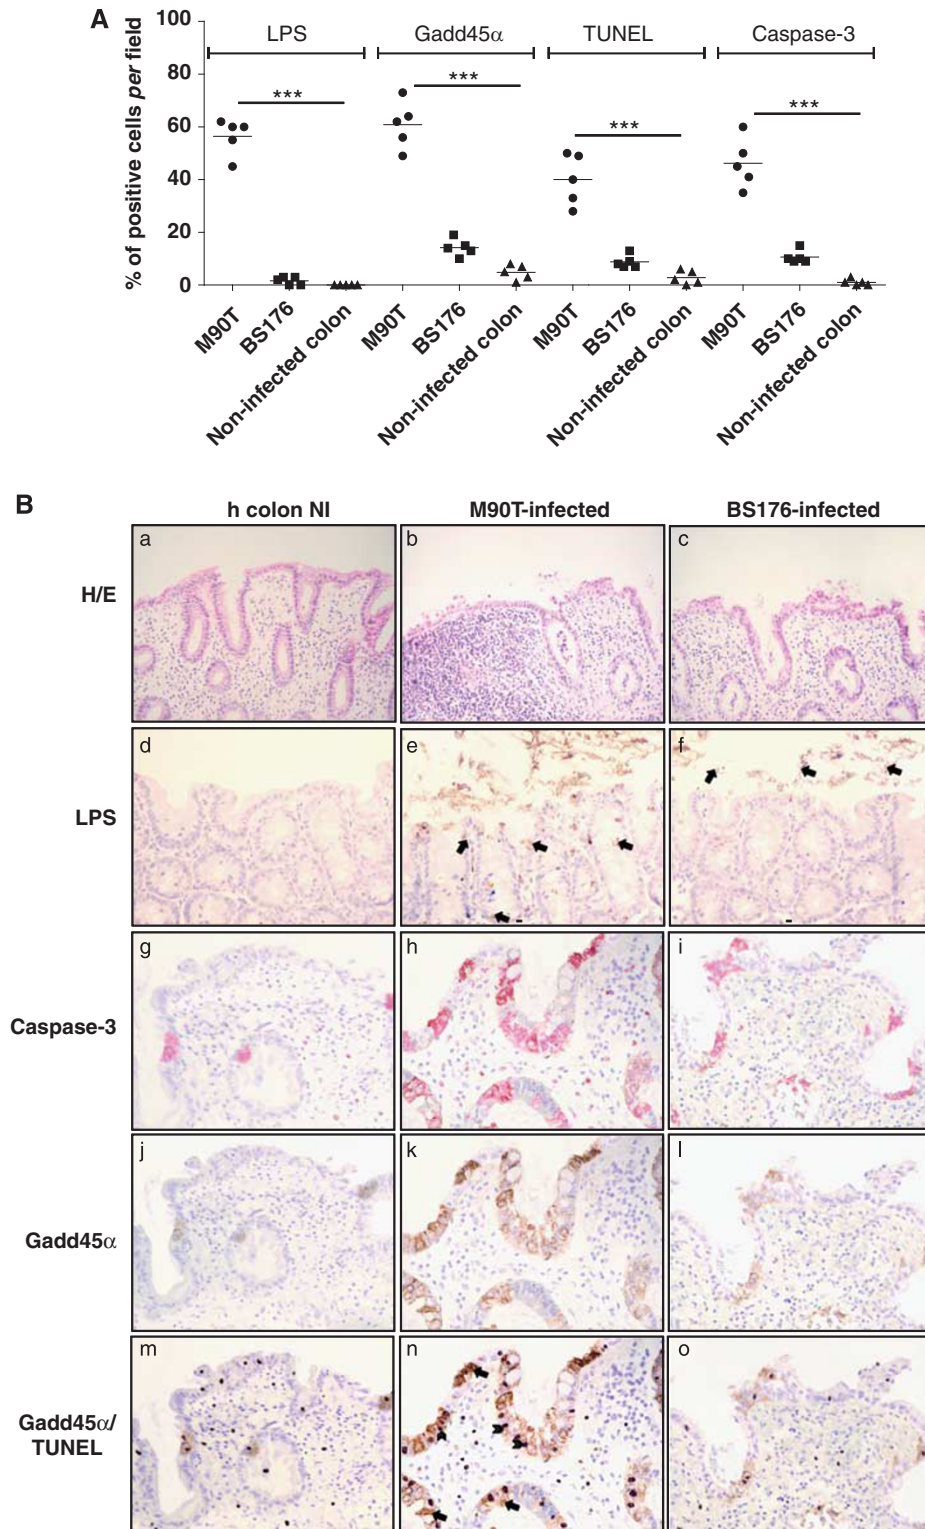 A
% of positive cells per field
100
80
60
40
20
0
LPS
Gadd45α
TUNEL
Caspase-3
***
***
***
***
M90T
BS176
Non-infected colon
M90T
BS176
Non-infected colon
M90T
BS176
Non-infected colon
M90T
BS176
Non-infected colon
B
h colon NI
M90T-infected
BS176-infected
H/E
a
b
c
LPS
d
e
f
Caspase-3
g
h
i
Gadd45α
j
k
l
Gadd45α/
TUNEL
m
n
o